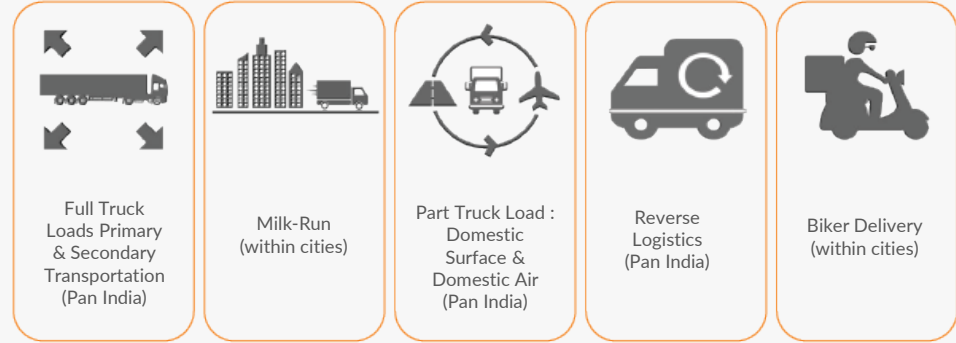 Full Truck
Loads Primary
& Secondary
Transportation
(Pan India)
Milk-Run
(within cities)
Part Truck Load :
Domestic
Surface &
Domestic Air
(Pan India)
Reverse
Logistics
(Pan India)
Biker Delivery
(within cities)